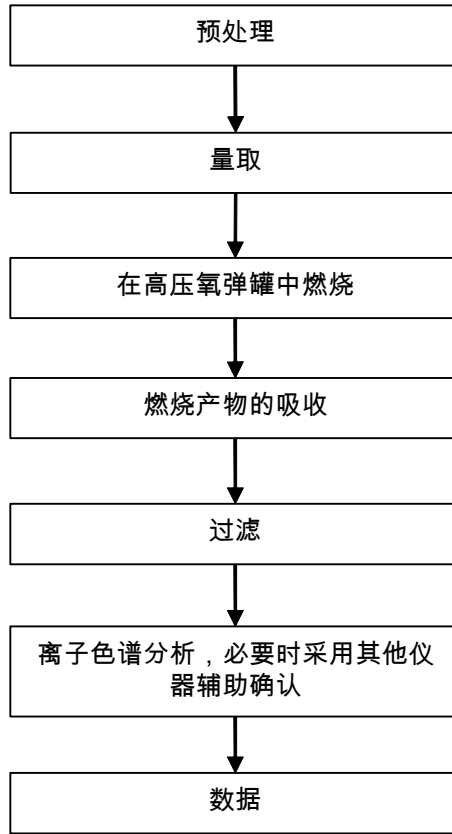 预处理
量取
在高压氧弹罐中燃烧
燃烧产物的吸收
过滤
离子色谱分析，必要时采用其他仪
器辅助确认
数据